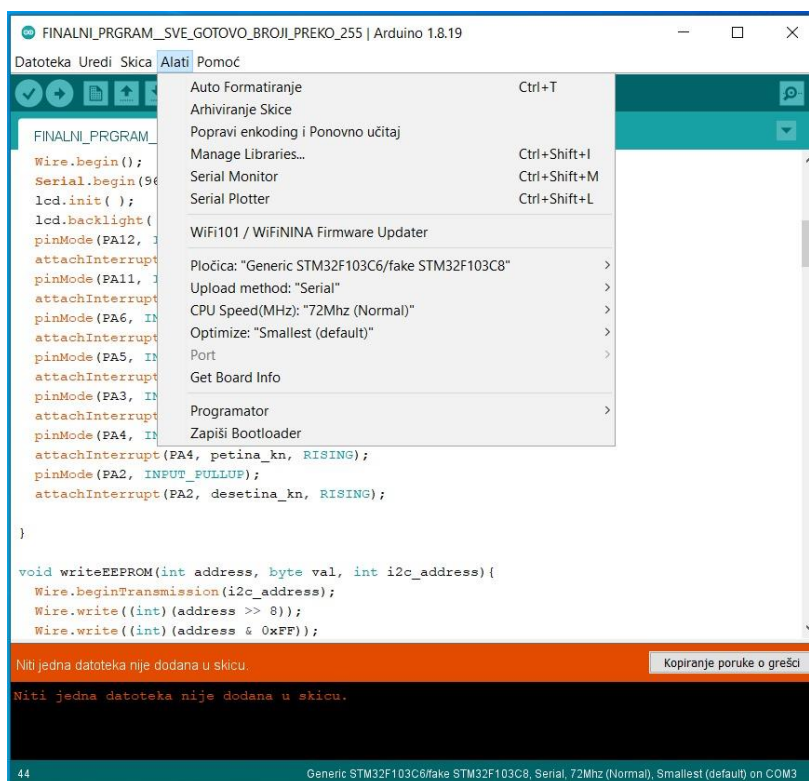 FINALNI_PRGRAM__SVE_GOTOVO_BROJI_PREKO_255 | Arduino 1.8.19
Datoteka Uredi Skica Alati Pomoć
Auto Formatiranje Ctrl+T
Arhiviranje Skice
Popravi enkoding i Ponovno učitaj
Manage Libraries... Ctrl+Shift+I
Serial Monitor Ctrl+Shift+M
Serial Plotter Ctrl+Shift+L
WiFi101 / WiFiNINA Firmware Updater
Pločica: "Generic STM32F103C6/fake STM32F103C8"
Upload method: "Serial"
CPU Speed(MHz): "72Mhz (Normal)"
Optimize: "Smallest (default)"
Port
Get Board Info
Programator
Zapiši Bootloader
FINALNI_PRGRAM_
Wire.begin();
Serial.begin(96
lcd.init( );
lcd.backlight(
pinMode(PA12, I
attachInterrupt
pinMode(PA11, I
attachInterrupt
pinMode(PA6, IN
attachInterrupt
pinMode(PA5, IN
attachInterrupt
pinMode(PA3, IN
attachInterrupt
pinMode(PA4, IN
attachInterrupt(PA4, petina_kn, RISING);
pinMode(PA2, INPUT_PULLUP);
attachInterrupt(PA2, desetina_kn, RISING);
}
void writeEEPROM(int address, byte val, int i2c_address){
Wire.beginTransmission(i2c_address);
Wire.write((int)(address >> 8));
Wire.write((int)(address & 0xFF));
Niti jedna datoteka nije dodana u skicu.
Kopiranje poruke o grešci
Niti jedna datoteka nije dodana u skicu.
44 Generic STM32F103C6/fake STM32F103C8, Serial, 72Mhz (Normal), Smallest (default) on COM3